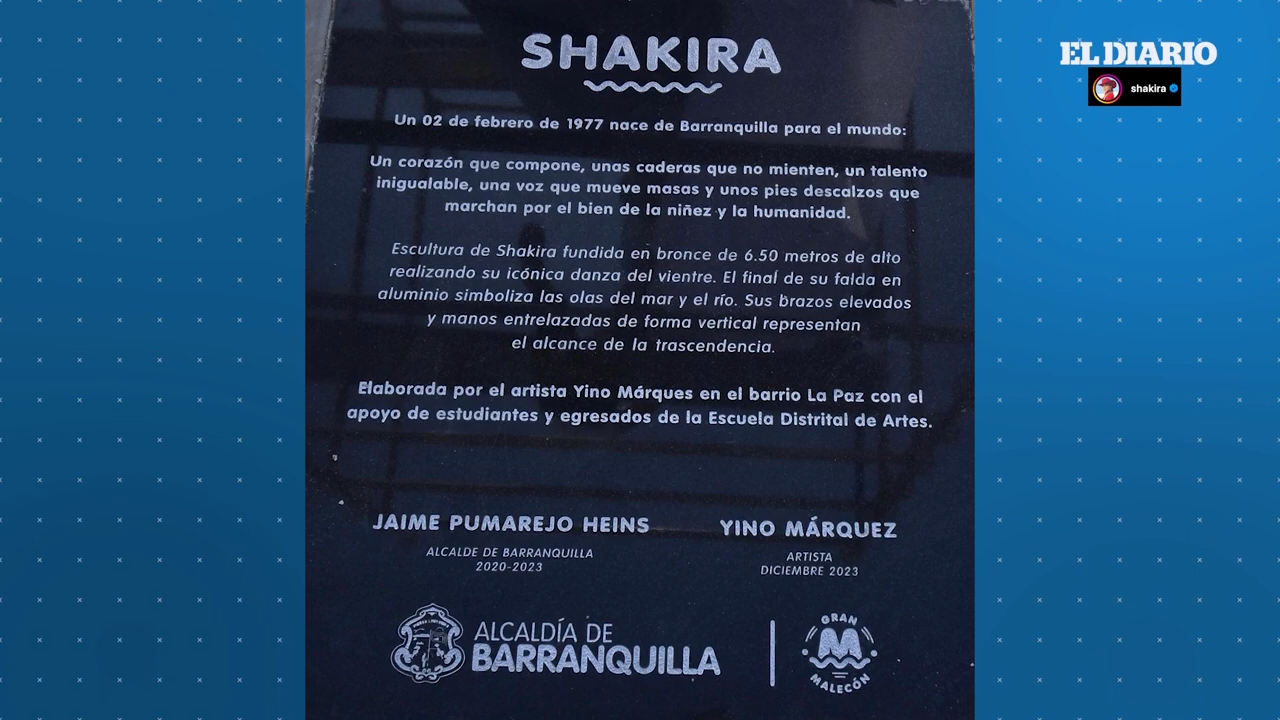 EL DIARIO
shakira
SHAKIRA
Un 02 de febrero de 1977 nace de Barranquilla para el mundo:
Un corazón que compone, unas caderas que no mienten, un talento
inigualable, una voz que mueve masas y unos pies descalzos que
marchan por el bien de la niñez y la humanidad.
Escultura de Shakira fundida en bronce de 6.50 metros de alto
realizando su icónica danza del vientre. El final de su falda en
aluminio simboliza las olas del mar y el río. Sus brazos elevados
y manos entrelazadas de forma vertical representan
el alcance de la trascendencia.
Elaborada por el artista Yino Márques en el barrio La Paz con el
apoyo de estudiantes y egresados de la Escuela Distrital de Artes.
JAIME PUMAREJO HEINS
ALCALDE DE BARRANQUILLA
2020-2023
YINO MÁRQUEZ
ARTISTA
DICIEMBRE 2023
ALCALDÍA DE
BARRANQUILLA
GRAN
M
MALECÓN